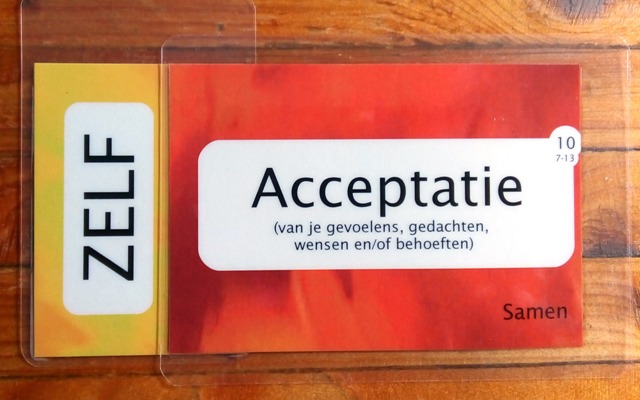 ZELF
10
7-13
Acceptatie
(van je gevoelens, gedachten,
wensen en/of behoeften)
Samen